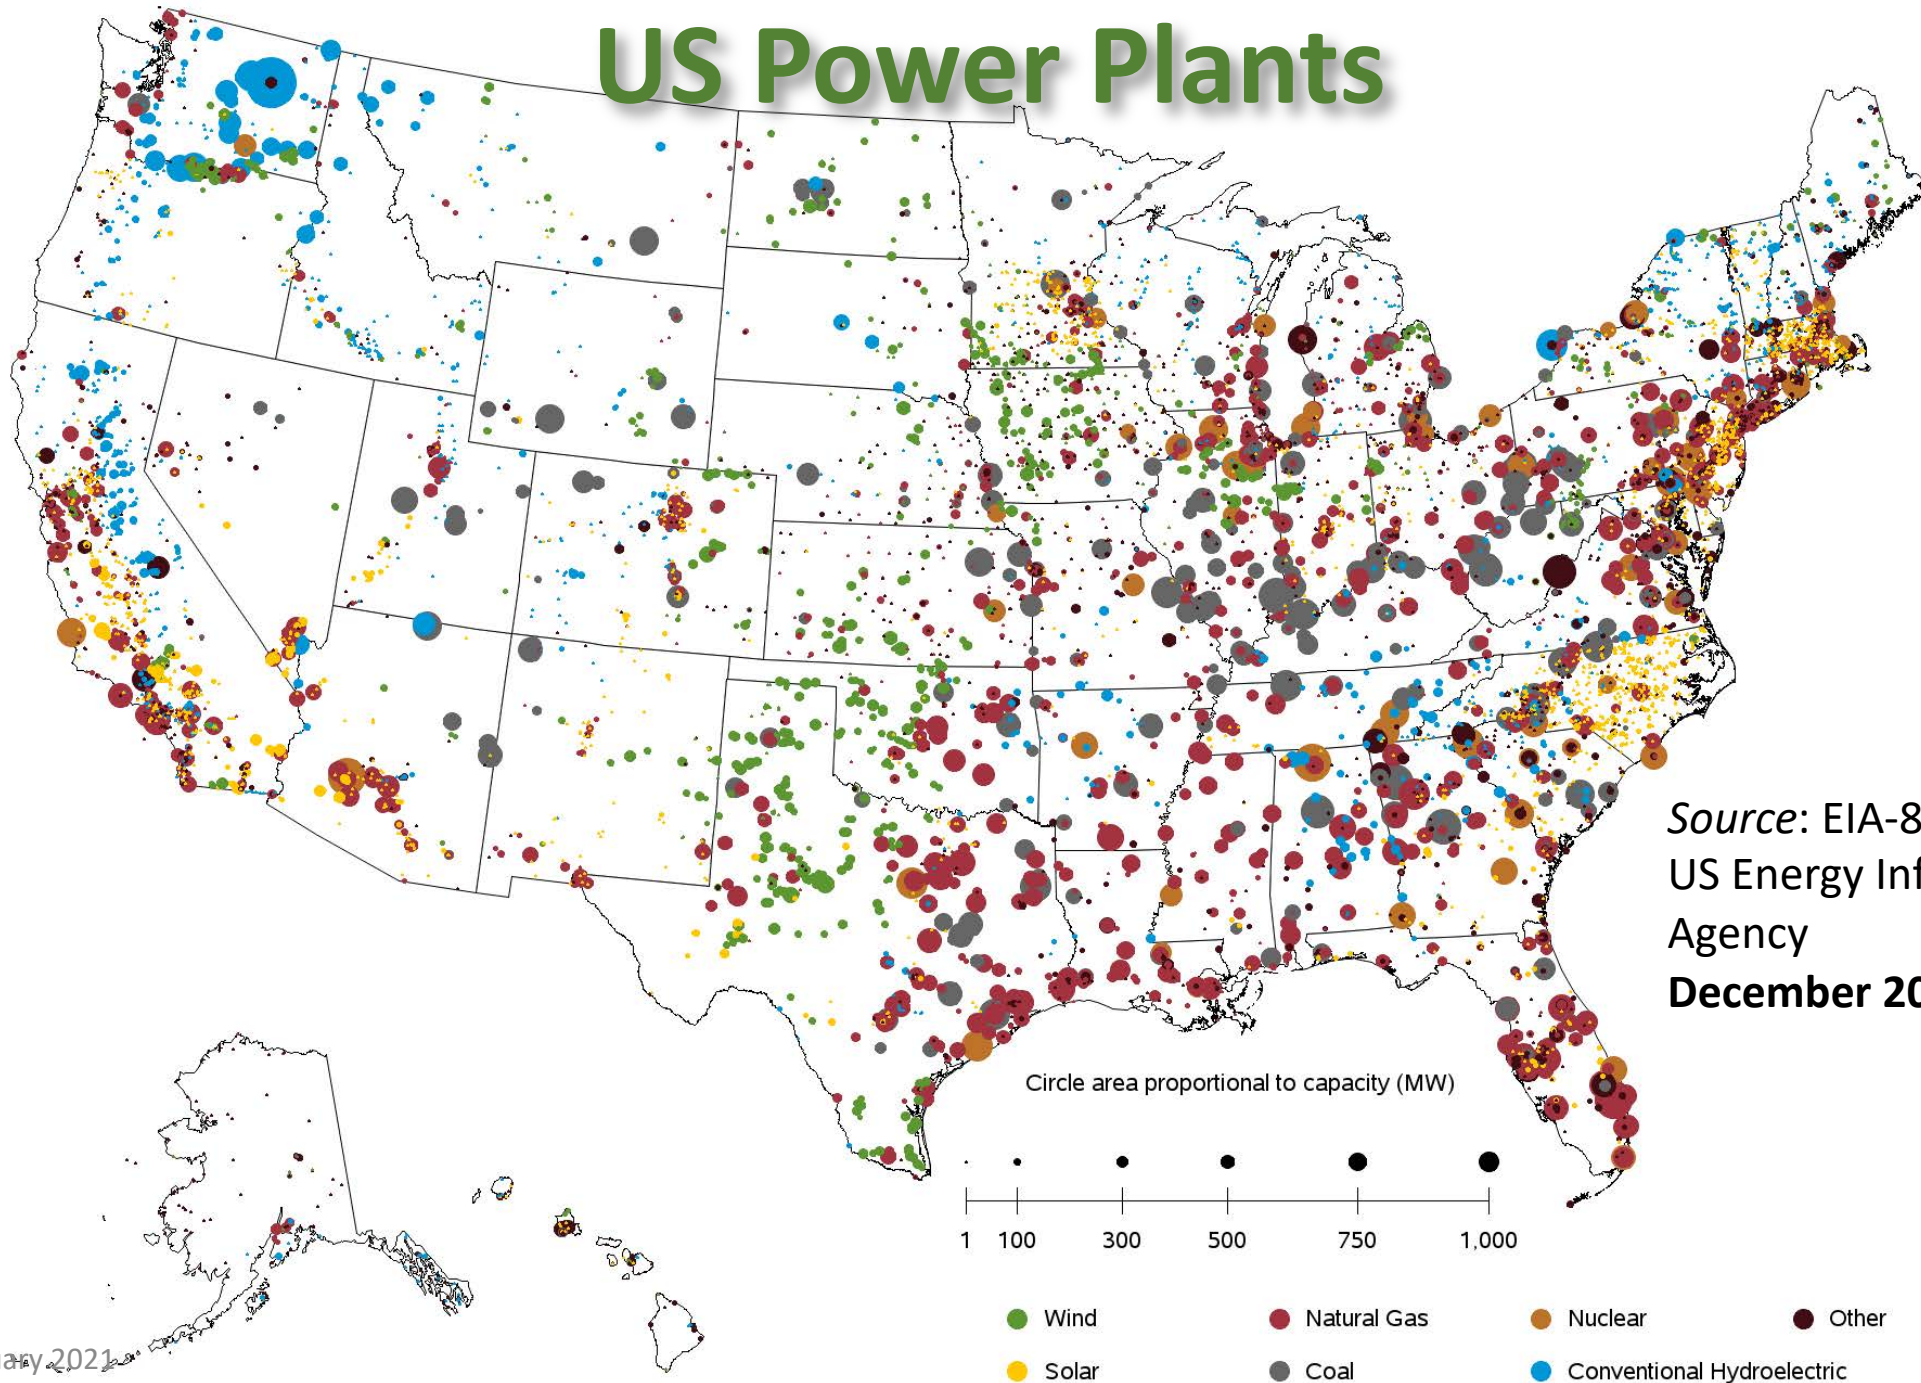 US Power Plants
Source: EIA-8
US Energy Inf
Agency
December 20
Circle area proportional to capacity (MW)
1 100 300 500 750 1,000
Wind Natural Gas Nuclear Other
Solar Coal Conventional Hydroelectric
uary 2021